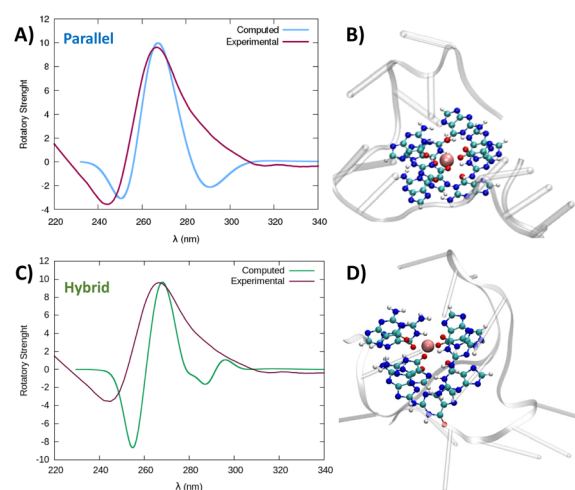 A)
Parallel
Computed
Experimental
12
10
8
6
4
2
0
-2
-4
-6
Rotatory Strenght
220
240
260
280
300
320
340
λ (nm)
B)
C)
Hybrid
Computed
Experimental
12
10
8
6
4
2
0
-2
-4
-6
-8
-10
Rotatory Strenght
220
240
260
280
300
320
340
λ (nm)
D)